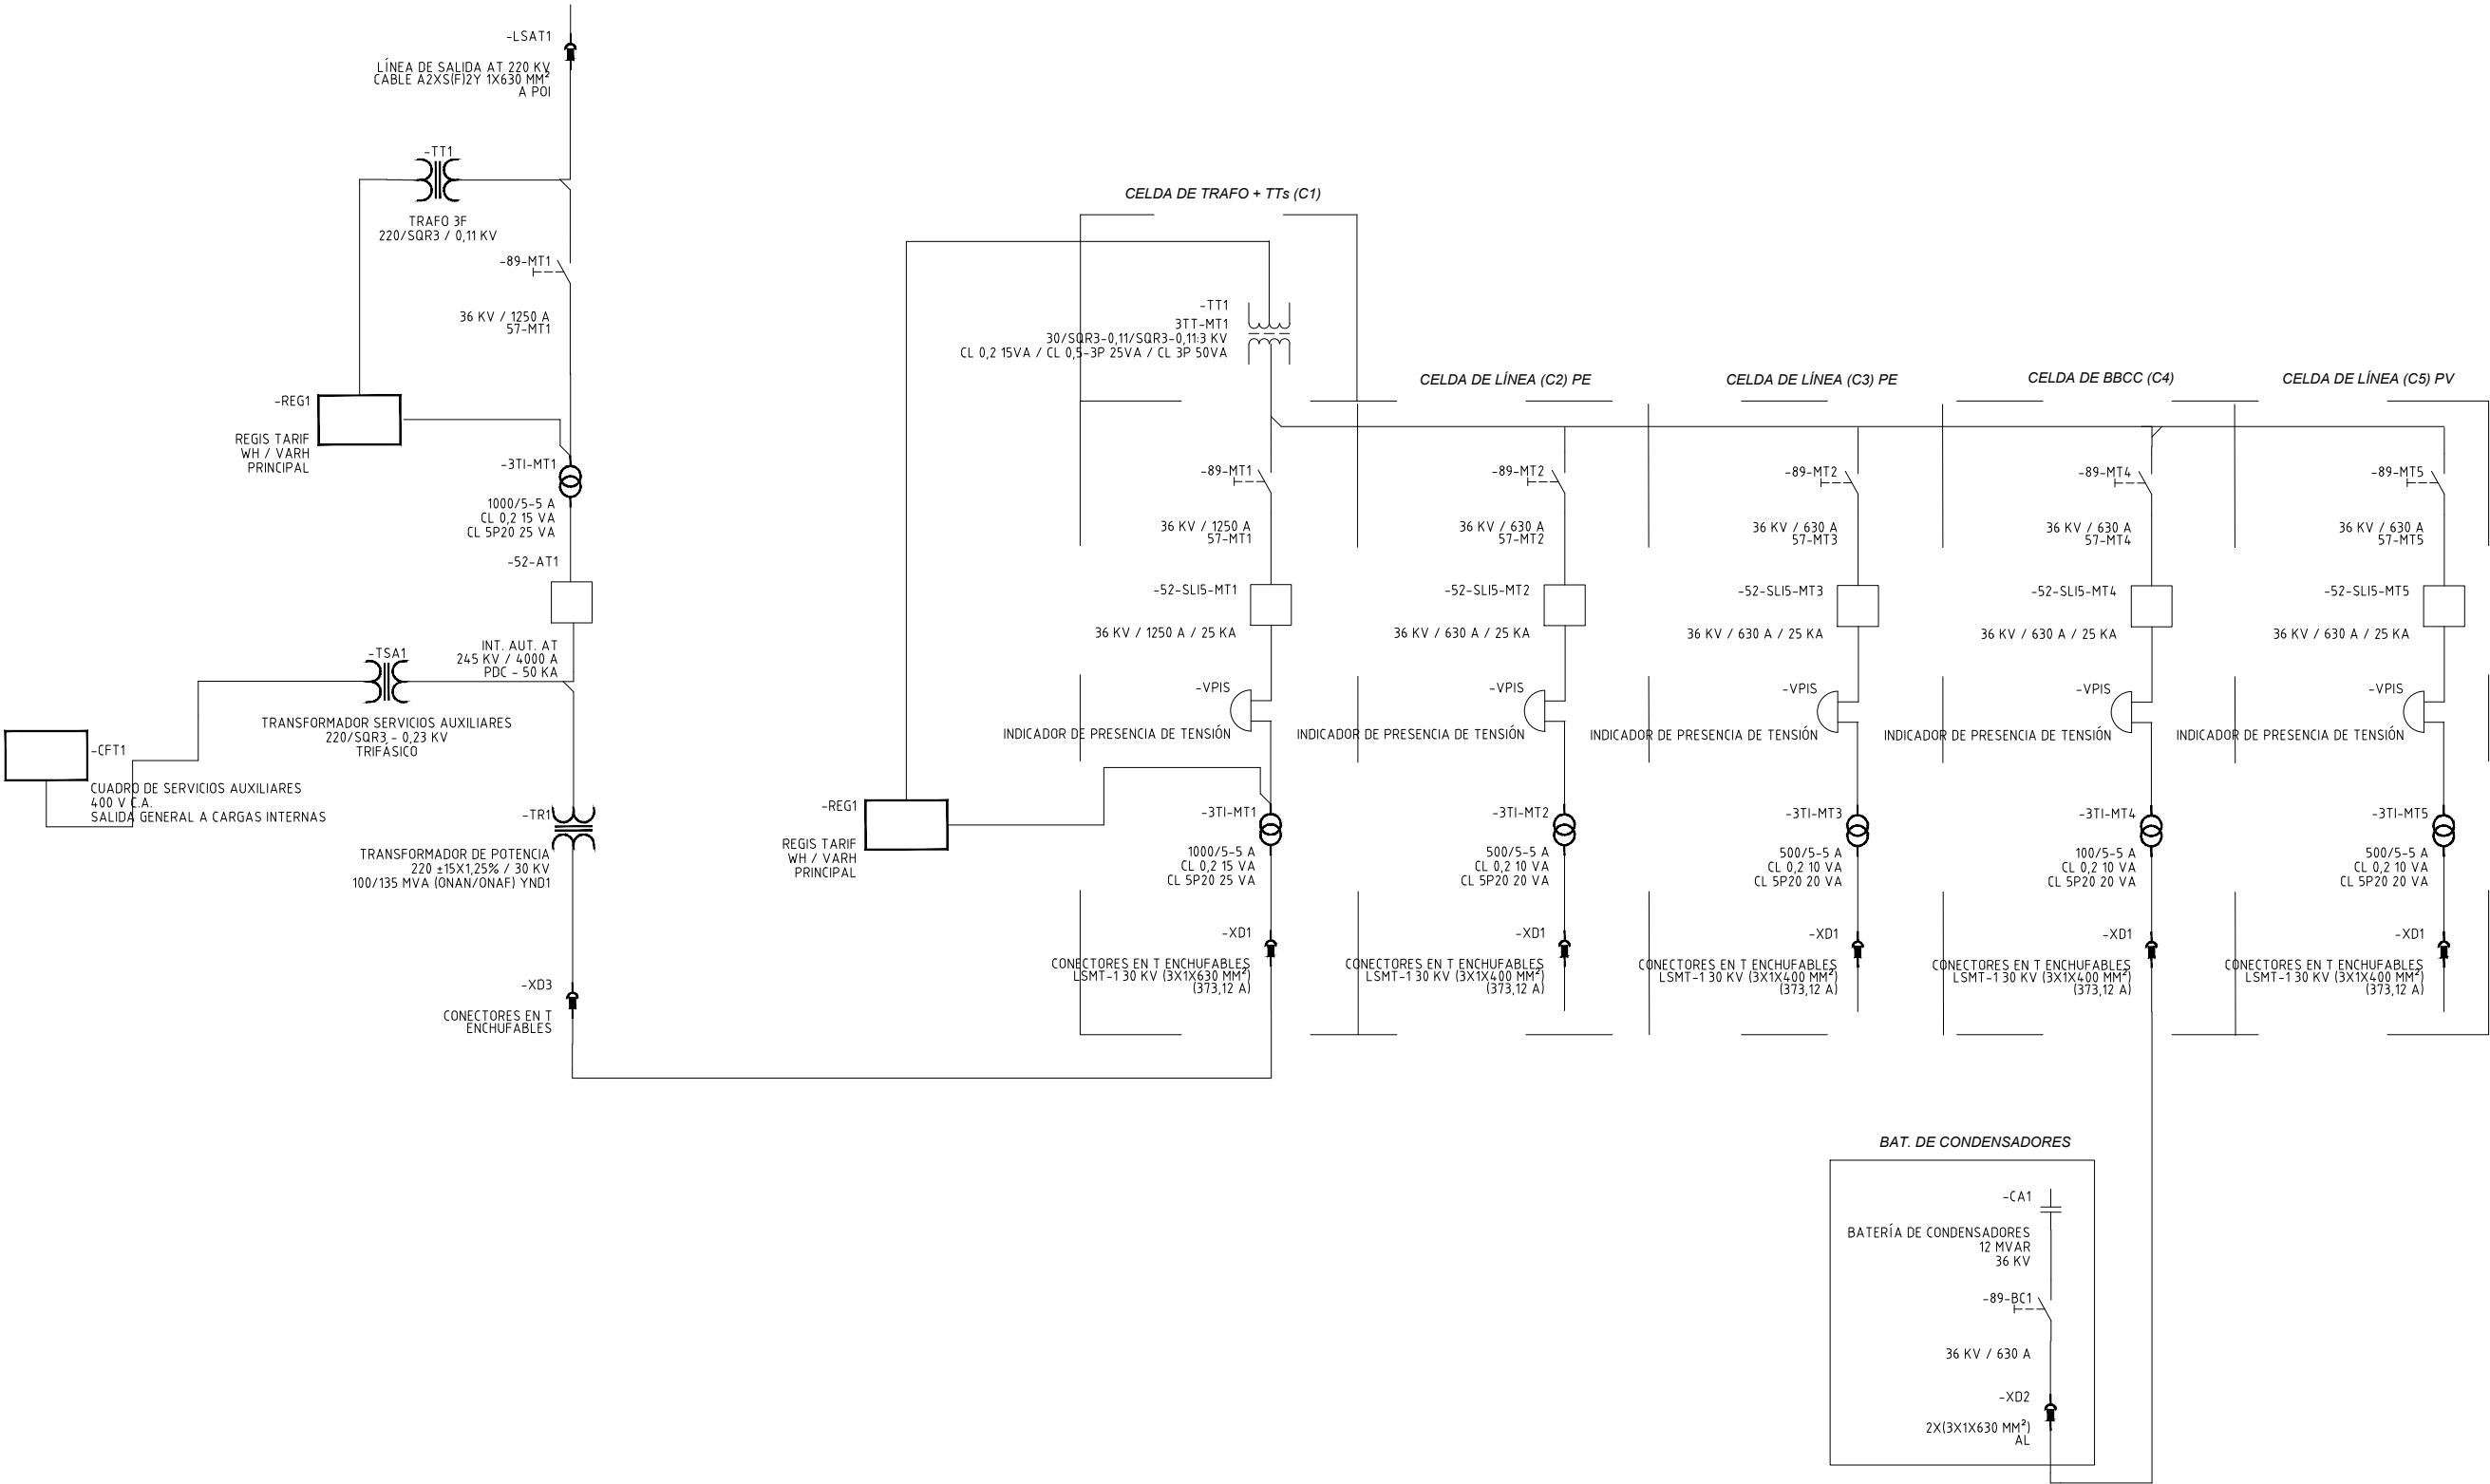 -LSAT1
LÍNEA DE SALIDA AT 220 KV
CABLE A2XS(F)2Y 1X630 MM²
A POI
-TT1
TRAFO 3F
220/SQR3 / 0,11 KV
-89-MT1
36 KV / 1250 A
57-MT1
-REG1
REGIS TARIF
WH / VARH
PRINCIPAL
-3TI-MT1
1000/5-5 A
CL 0,2 15 VA
CL 5P20 25 VA
-52-AT1
INT. AUT. AT
245 KV / 4000 A
PDC - 50 KA
-TSA1
TRANSFORMADOR SERVICIOS AUXILIARES
220/SQR3 - 0,23 KV
TRIFÁSICO
-CFT1
CUADRO DE SERVICIOS AUXILIARES
400 V C.A.
SALIDA GENERAL A CARGAS INTERNAS
-TR1
TRANSFORMADOR DE POTENCIA
220 ±15X1,25% / 30 KV
100/135 MVA (ONAN/ONAF) YND1
-XD3
CONECTORES EN T
ENCHUFABLES
CELDA DE TRAFO + TTs (C1)
-TT1
3TT-MT1
30/SQR3-0,11/SQR3-0,11:3 KV
CL 0,2 15VA / CL 0,5-3P 25VA / CL 3P 50VA
-89-MT1
36 KV / 1250 A
57-MT1
-52-SLI5-MT1
36 KV / 1250 A / 25 KA
-VPIS
INDICADOR DE PRESENCIA DE TENSIÓN
-REG1
REGIS TARIF
WH / VARH
PRINCIPAL
-3TI-MT1
1000/5-5 A
CL 0,2 15 VA
CL 5P20 25 VA
-XD1
CONECTORES EN T ENCHUFABLES
LSMT-1 30 KV (3X1X630 MM²)
(373,12 A)
CELDA DE LÍNEA (C2) PE
-89-MT2
36 KV / 630 A
57-MT2
-52-SLI5-MT2
36 KV / 630 A / 25 KA
-VPIS
INDICADOR DE PRESENCIA DE TENSIÓN
-3TI-MT2
500/5-5 A
CL 0,2 10 VA
CL 5P20 20 VA
-XD1
CONECTORES EN T ENCHUFABLES
LSMT-1 30 KV (3X1X400 MM²)
(373,12 A)
CELDA DE LÍNEA (C3) PE
-89-MT2
36 KV / 630 A
57-MT3
-52-SLI5-MT3
36 KV / 630 A / 25 KA
-VPIS
INDICADOR DE PRESENCIA DE TENSIÓN
-3TI-MT3
500/5-5 A
CL 0,2 10 VA
CL 5P20 20 VA
-XD1
CONECTORES EN T ENCHUFABLES
LSMT-1 30 KV (3X1X400 MM²)
(373,12 A)
CELDA DE BBCC (C4)
-89-MT4
36 KV / 630 A
57-MT4
-52-SLI5-MT4
36 KV / 630 A / 25 KA
-VPIS
INDICADOR DE PRESENCIA DE TENSIÓN
-3TI-MT4
100/5-5 A
CL 0,2 10 VA
CL 5P20 20 VA
-XD1
CONECTORES EN T ENCHUFABLES
LSMT-1 30 KV (3X1X400 MM²)
(373,12 A)
CELDA DE LÍNEA (C5) PV
-89-MT5
36 KV / 630 A
57-MT5
-52-SLI5-MT5
36 KV / 630 A / 25 KA
-VPIS
INDICADOR DE PRESENCIA DE TENSIÓN
-3TI-MT5
500/5-5 A
CL 0,2 10 VA
CL 5P20 20 VA
-XD1
CONECTORES EN T ENCHUFABLES
LSMT-1 30 KV (3X1X400 MM²)
(373,12 A)
BAT. DE CONDENSADORES
-CA1
BATERÍA DE CONDENSADORES
12 MVAR
36 KV
-89-BC1
36 KV / 630 A
-XD2
2X(3X1X630 MM²)
AL